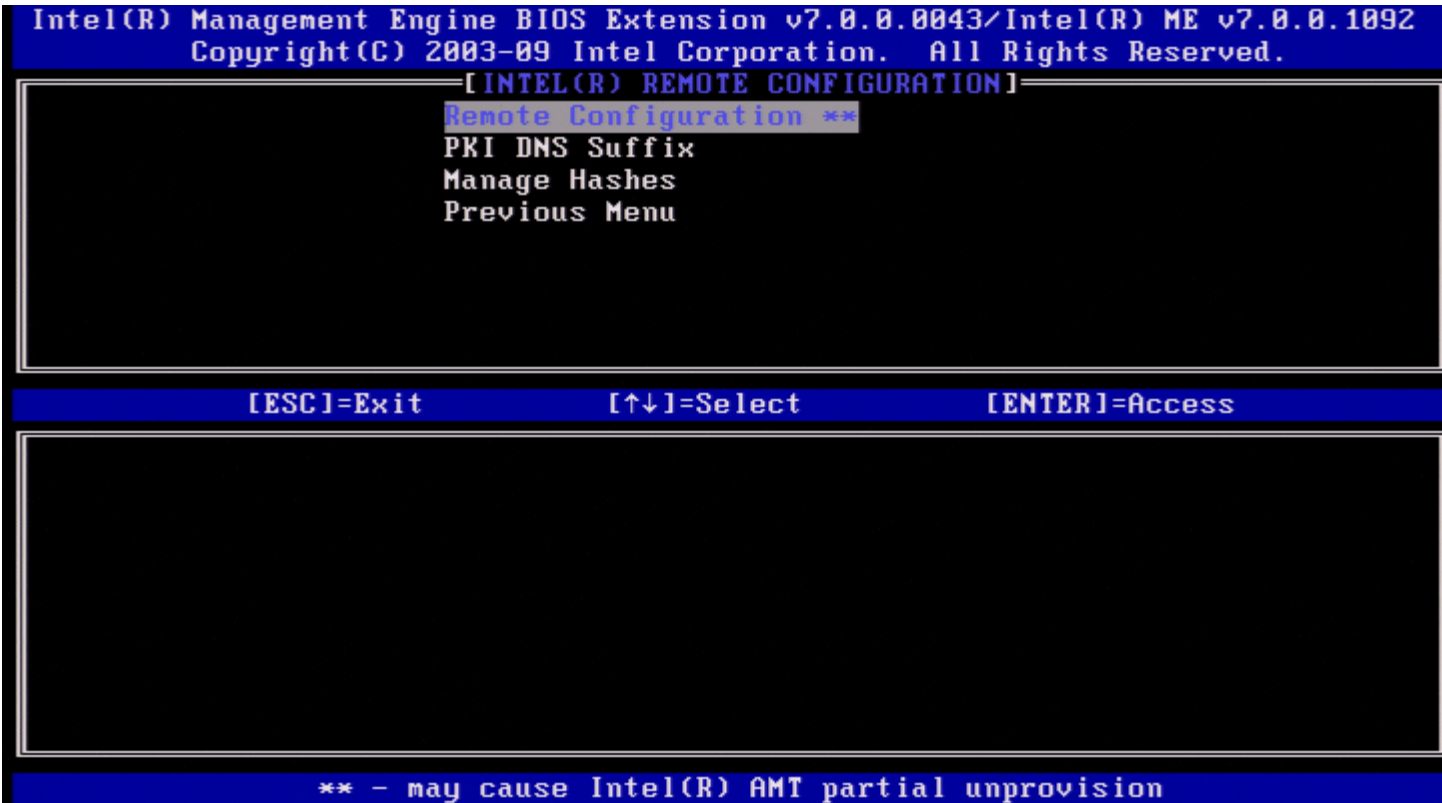 Intel(R) Management Engine BIOS Extension v7.0.0.0043/Intel(R) ME v7.0.0.1092
Copyright(C) 2003-09 Intel Corporation. All Rights Reserved.
[INTEL(R) REMOTE CONFIGURATION]
Remote Configuration **
PKI DNS Suffix
Manage Hashes
Previous Menu
[ESC]=Exit [↑↓]=Select [ENTER]=Access
** - may cause Intel(R) AMT partial unprovision